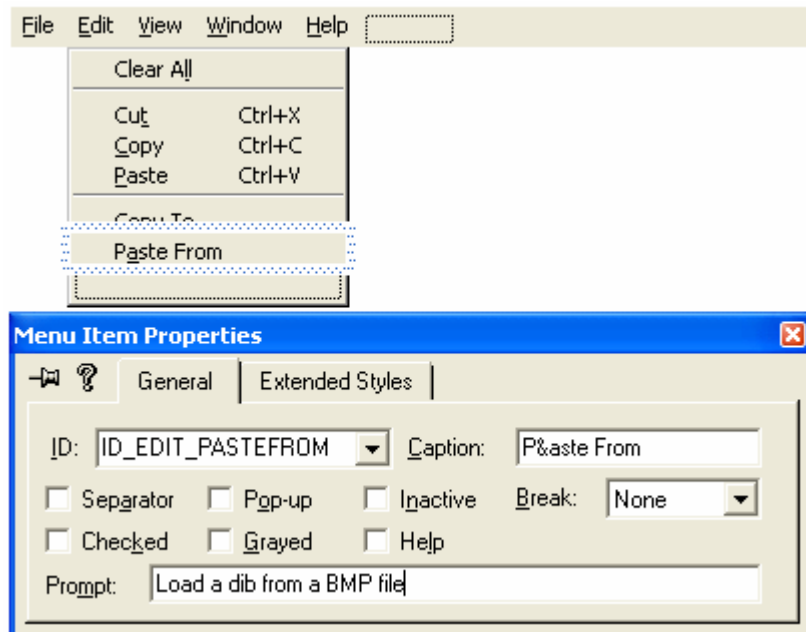 File Edit View Window Help
Clear All
Cut Ctrl+X
Copy Ctrl+C
Paste Ctrl+V
Copy To
Paste From
Menu Item Properties
General Extended Styles
ID: ID_EDIT_PASTEFROM Caption: P&aste From
Separator Pop-up Inactive Break: None
Checked Grayed Help
Prompt: Load a dib from a BMP file